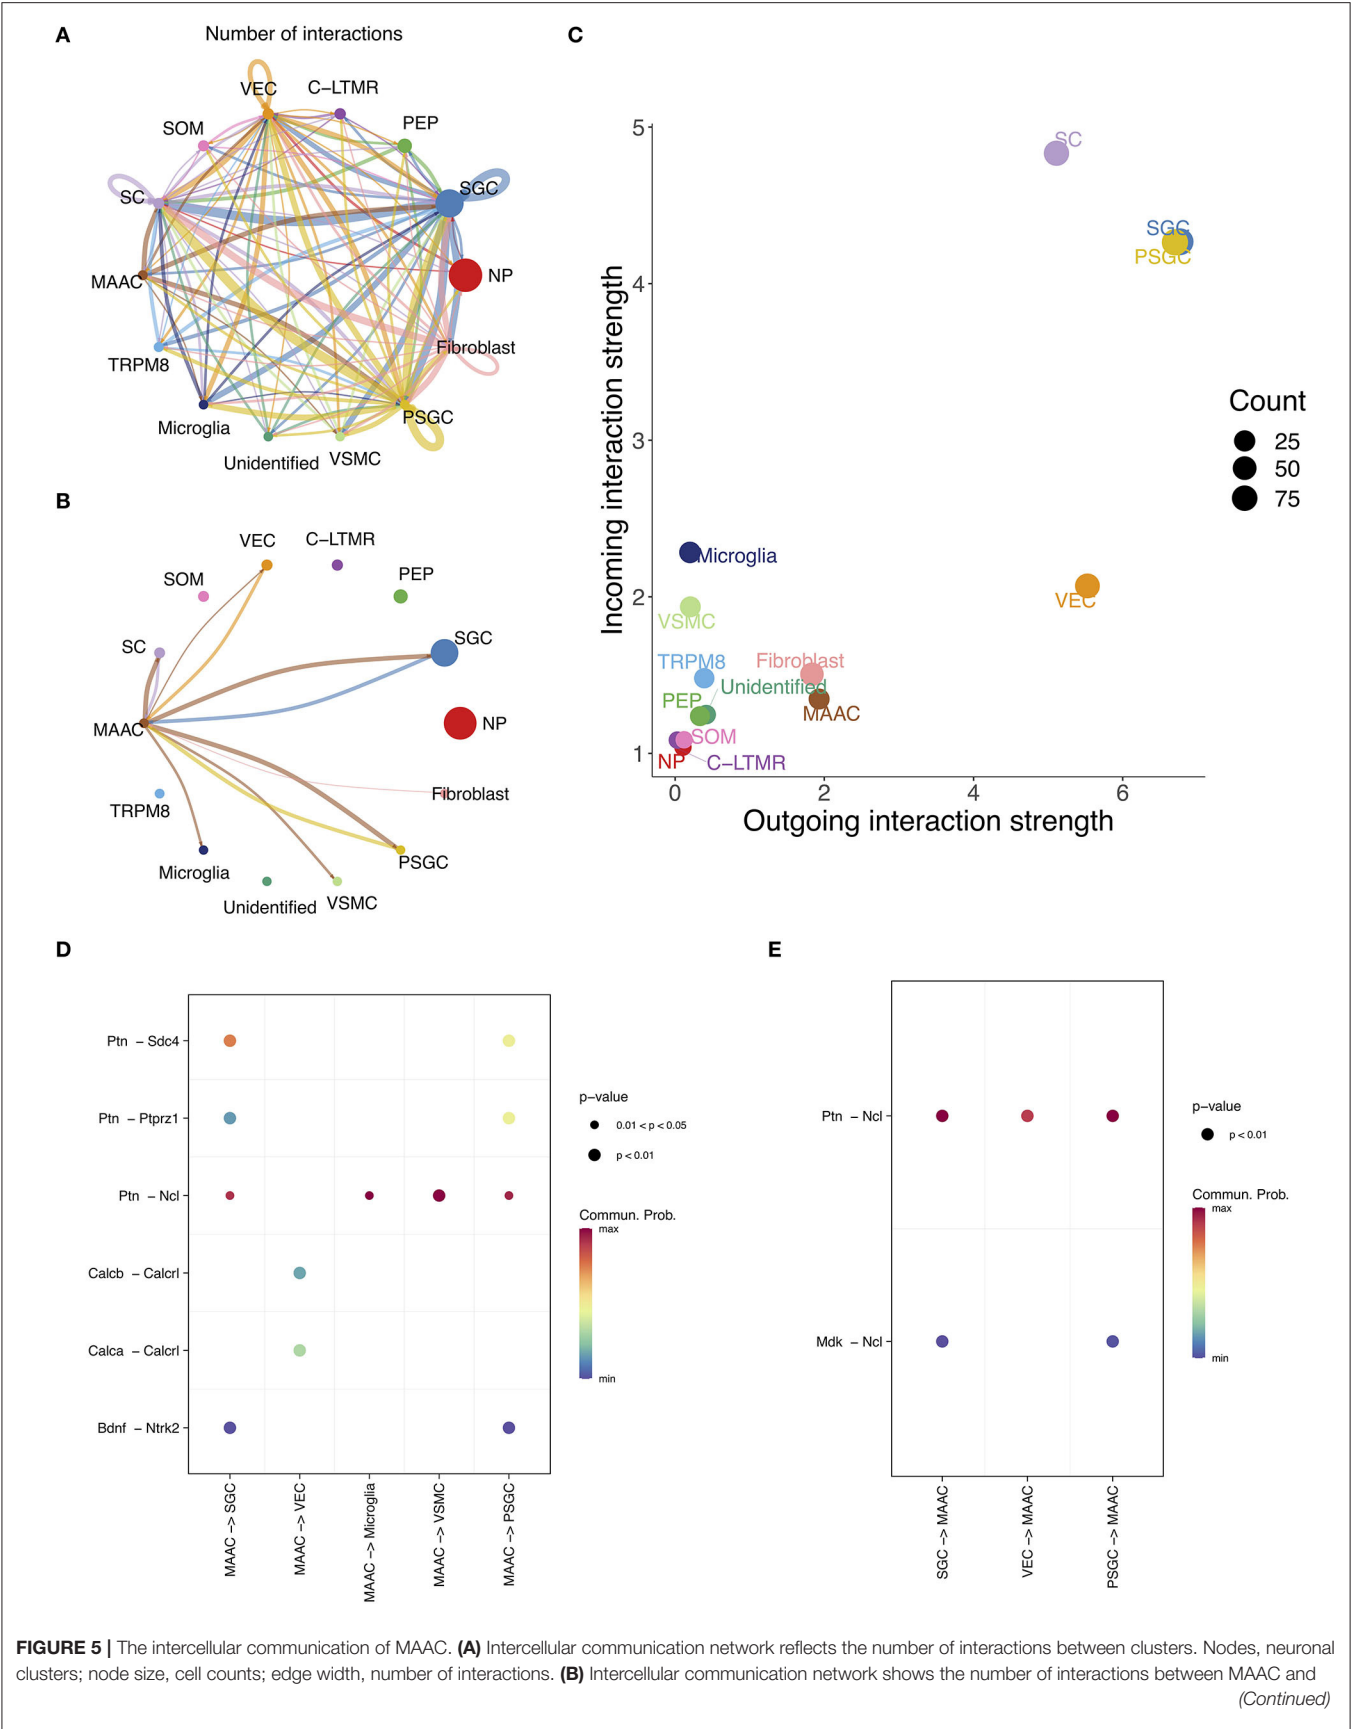 A
Number of interactions
VEC
C−LTMR
SOM
PEP
SC
SGC
MAAC
NP
TRPM8
Fibroblast
Microglia
PSGC
Unidentified
VSMC
B
VEC
C−LTMR
SOM
PEP
SC
SGC
MAAC
NP
TRPM8
Fibroblast
Microglia
PSGC
Unidentified
VSMC
C
Incoming interaction strength
5
4
3
2
1
SC
SGC
PSGC
Microglia
VEC
VSMC
TRPM8
Fibroblast
Unidentified
PEP
MAAC
SOM
NP
C−LTMR
0
2
4
6
Outgoing interaction strength
Count
25
50
75
D
Ptn − Sdc4
Ptn − Ptprz1
Ptn − Ncl
Calcb − Calcrl
Calca − Calcrl
Bdnf − Ntrk2
MAAC −> SGC
MAAC −> VEC
MAAC −> Microglia
MAAC −> VSMC
MAAC −> PSGC
p−value
0.01 < p < 0.05
p < 0.01
Commun. Prob.
max
min
E
Ptn − Ncl
Mdk − Ncl
SGC −> MAAC
VEC −> MAAC
PSGC −> MAAC
p−value
p < 0.01
Commun. Prob.
max
min
FIGURE 5 | The intercellular communication of MAAC. (A) Intercellular communication network reflects the number of interactions between clusters. Nodes, neuronal
clusters; node size, cell counts; edge width, number of interactions. (B) Intercellular communication network shows the number of interactions between MAAC and
(Continued)